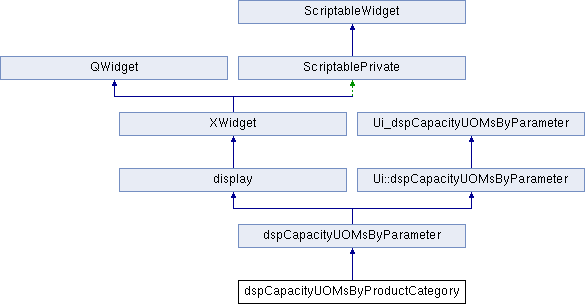 ScriptableWidget
QWidget
ScriptablePrivate
XWidget
Ui_dspCapacityUOMsByParameter
display
Ui::dspCapacityUOMsByParameter
dspCapacityUOMsByParameter
dspCapacityUOMsByProductCategory